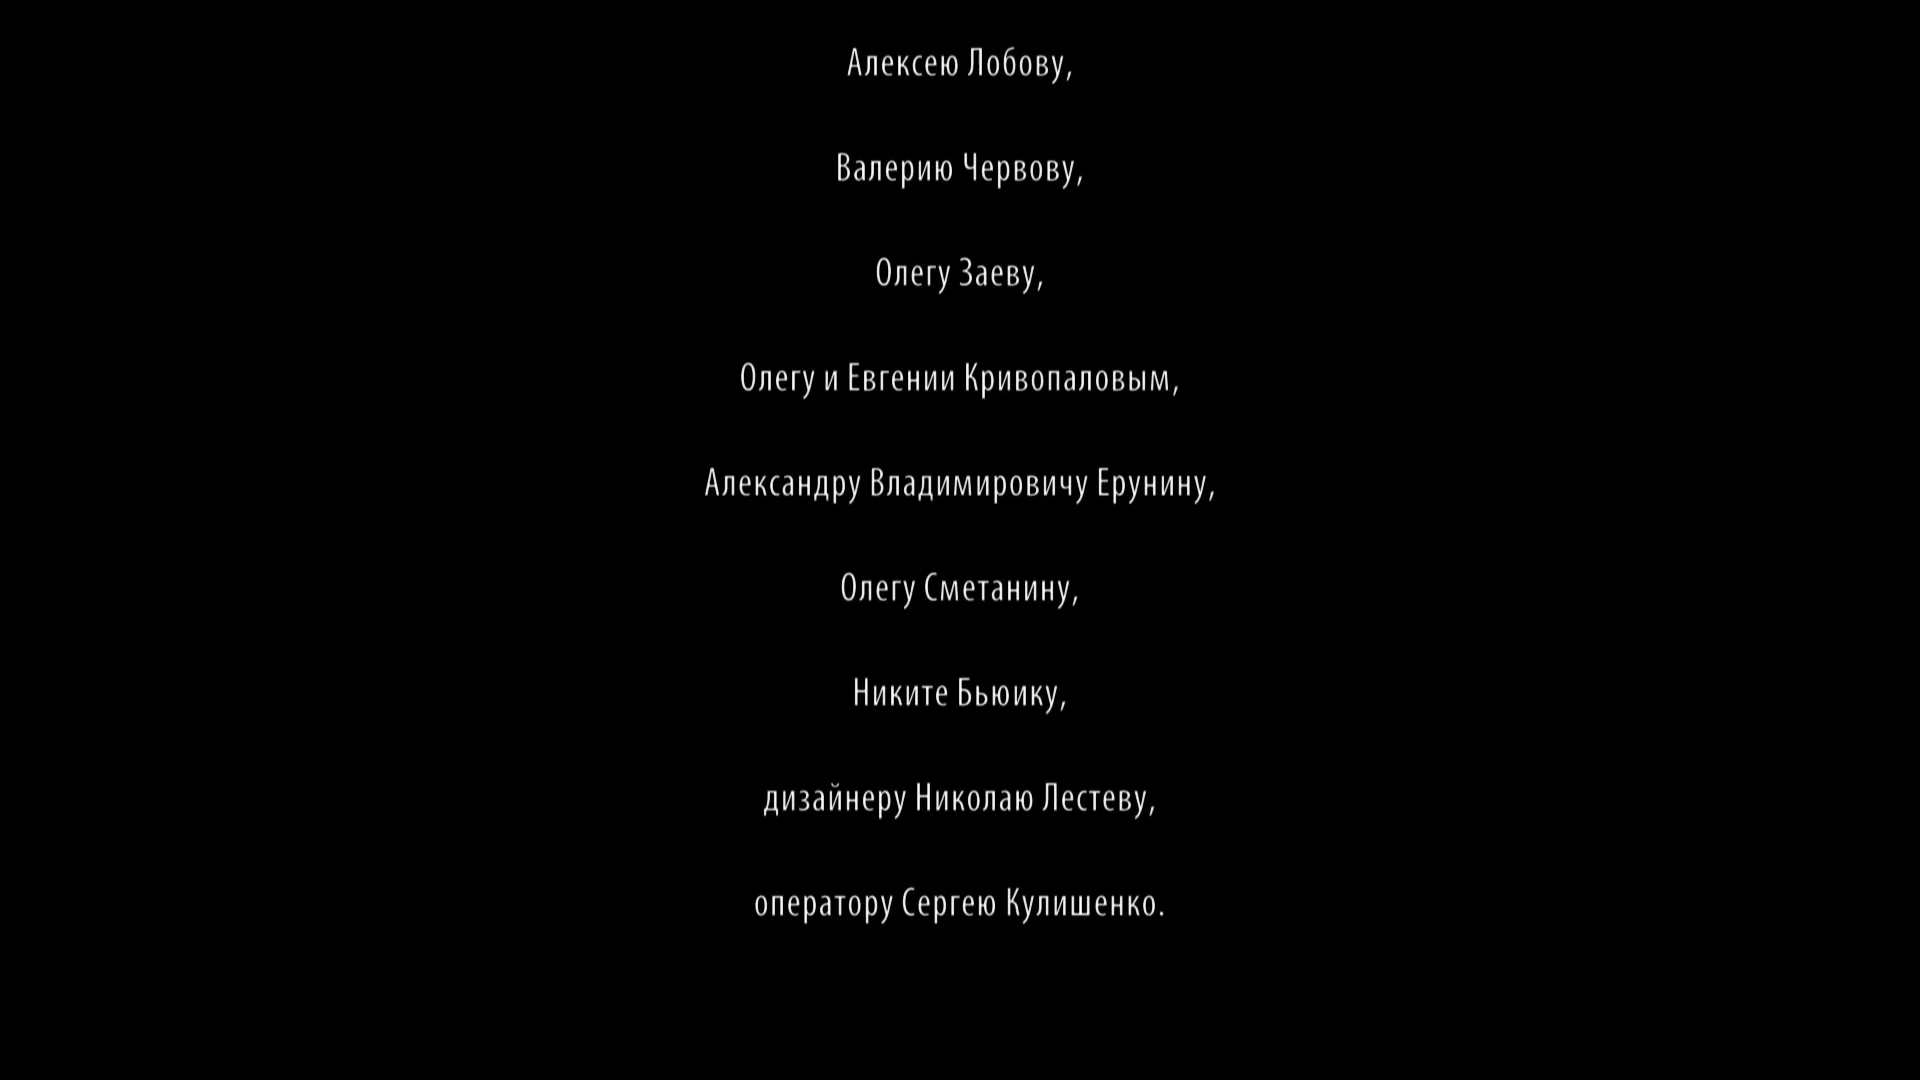 Алексею Лобову,
Валерию Червову,
Олегу Заеву,
Олегу и Евгении Кривопаловым,
Александру Владимировичу Ерунину,
Олегу Сметанину,
Никите Бьюику,
дизайнеру Николаю Лестеву,
оператору Сергею Кулишенко.